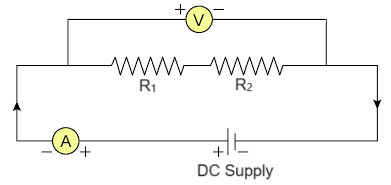 + V −
R1 R2
− A + + −
DC Supply